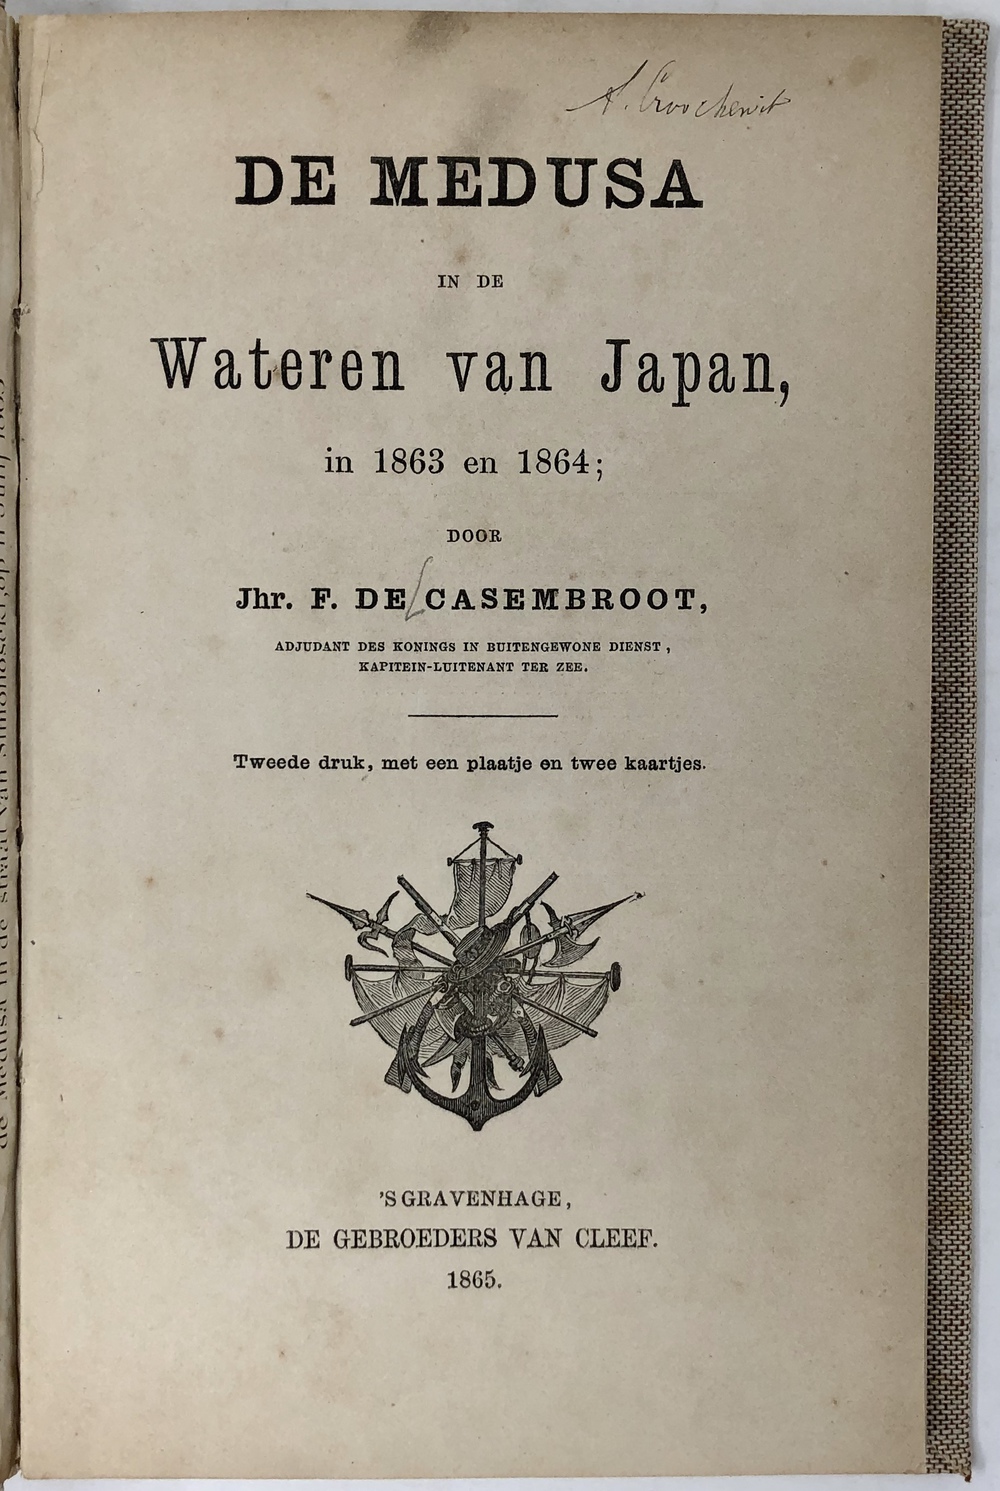 A. Croockewit
DE MEDUSA
IN DE
Wateren van Japan,
in 1863 en 1864;
DOOR
Jhr. F. DE CASEMBROOT,
ADJUDANT DES KONINGS IN BUITENGEWONE DIENST,
KAPITEIN-LUITENANT TER ZEE.
Tweede druk, met een plaatje en twee kaartjes.
'S GRAVENHAGE,
DE GEBROEDERS VAN CLEEF.
1865.